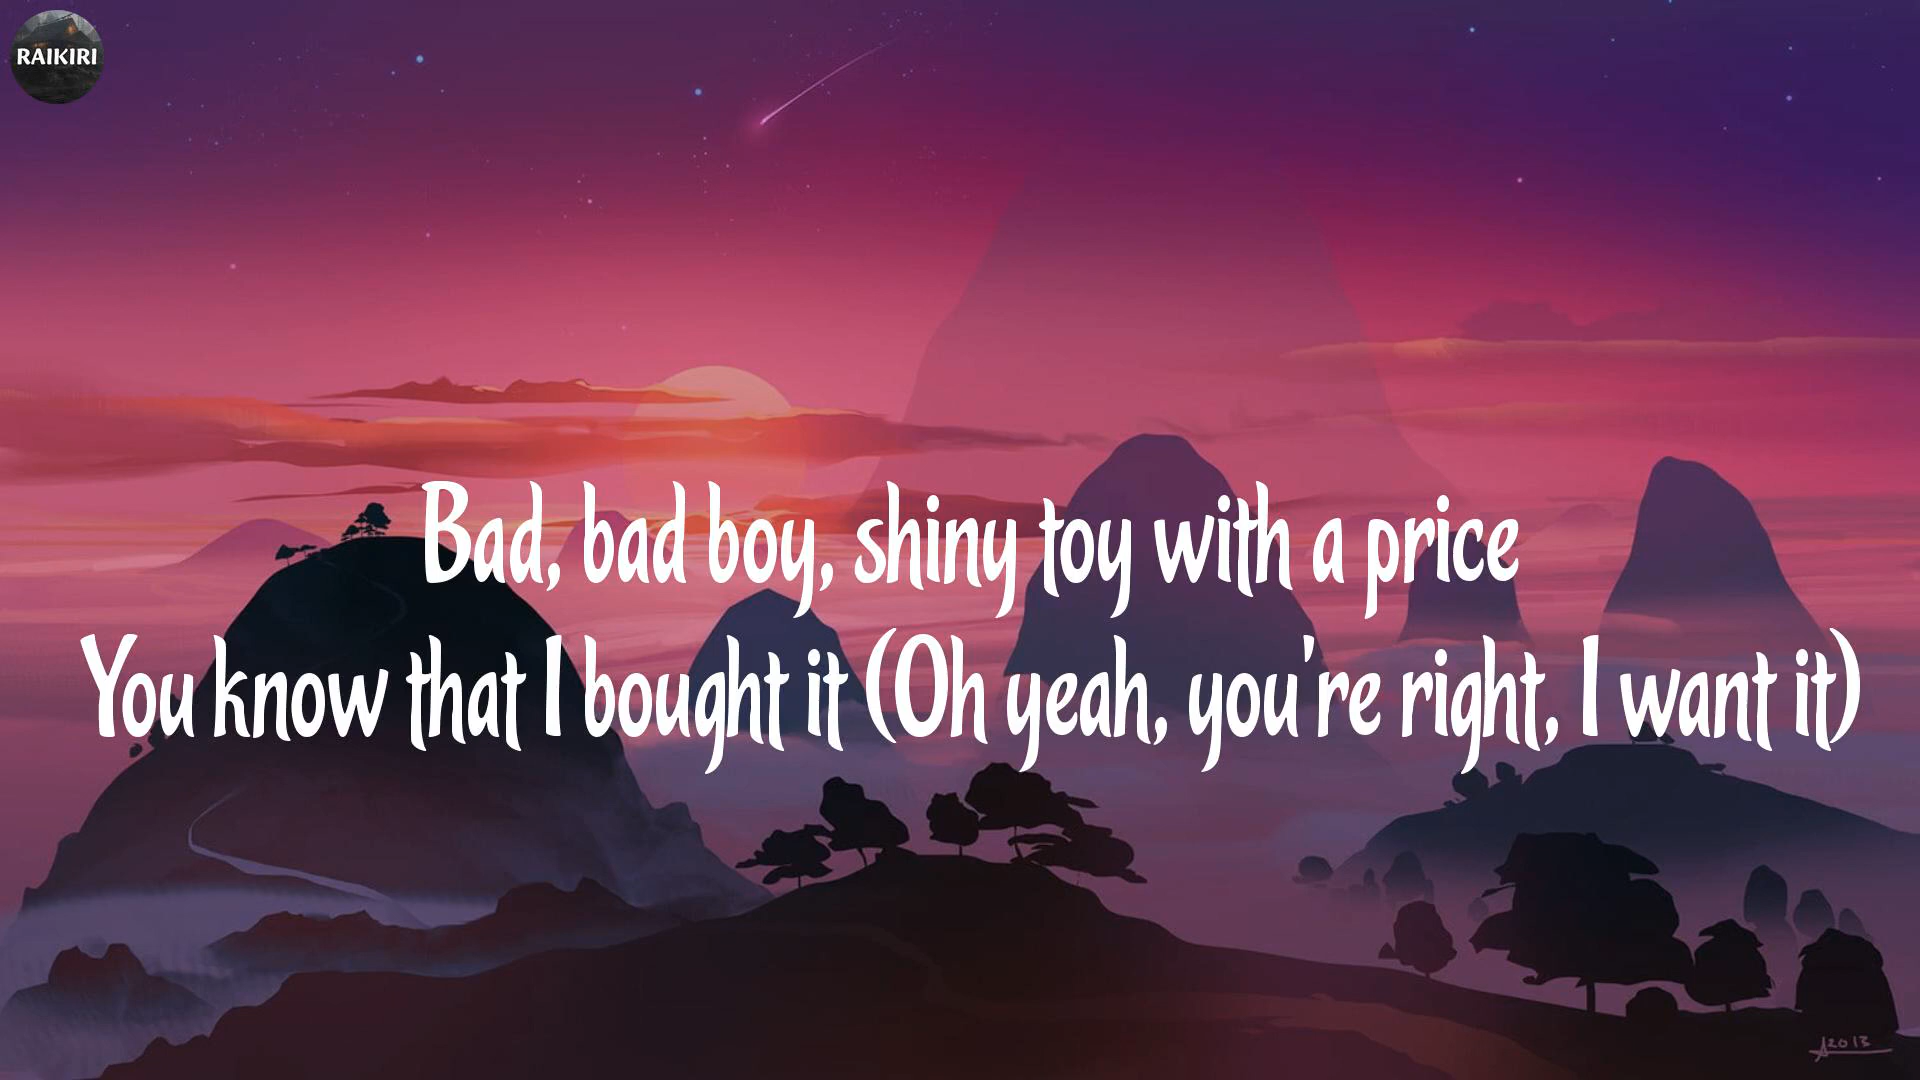 RAIKIRI
Bad, bad boy, shiny toy with a price
You know that I bought it (Oh yeah, you're right, I want it)
2013